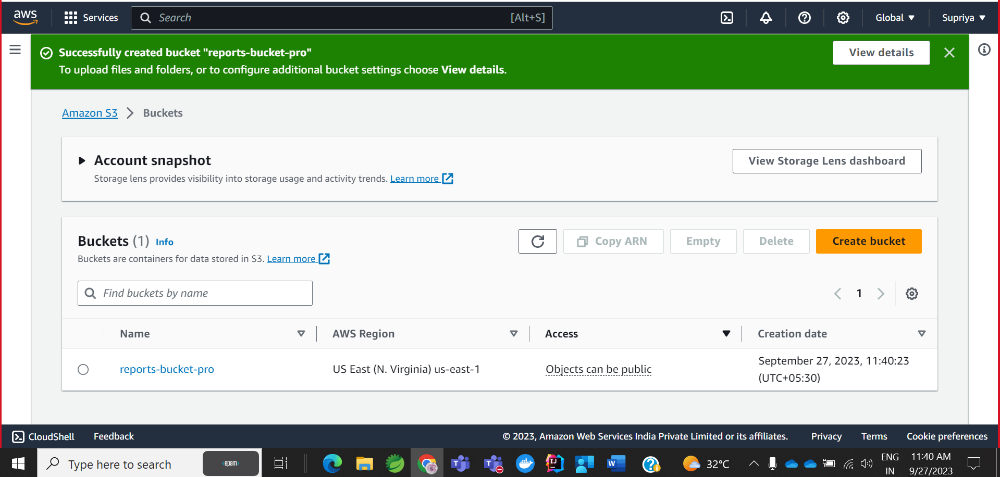 aws
Services
Search
[Alt+S]
Global
Supriya
Successfully created bucket "reports-bucket-pro"
To upload files and folders, or to configure additional bucket settings choose View details.
View details
Amazon S3
Buckets
Account snapshot
Storage lens provides visibility into storage usage and activity trends. Learn more
View Storage Lens dashboard
Buckets (1) Info
Buckets are containers for data stored in S3. Learn more
Copy ARN
Empty
Delete
Create bucket
Find buckets by name
1
Name
AWS Region
Access
Creation date
reports-bucket-pro
US East (N. Virginia) us-east-1
Objects can be public
September 27, 2023, 11:40:23
(UTC+05:30)
CloudShell
Feedback
© 2023, Amazon Web Services India Private Limited or its affiliates.
Privacy
Terms
Cookie preferences
Type here to search
<epam>
32°C
ENG
IN
11:40 AM
9/27/2023